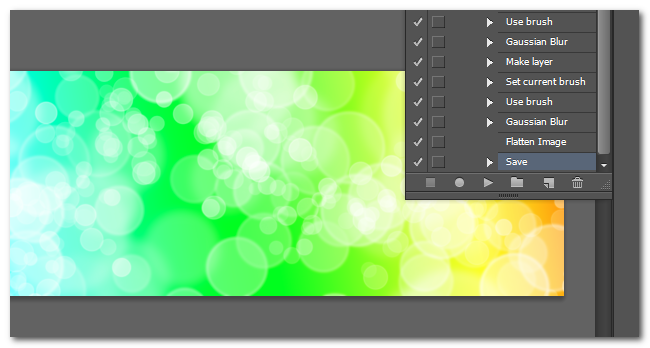 Use brush
Gaussian Blur
Make layer
Set current brush
Use brush
Gaussian Blur
Flatten Image
Save